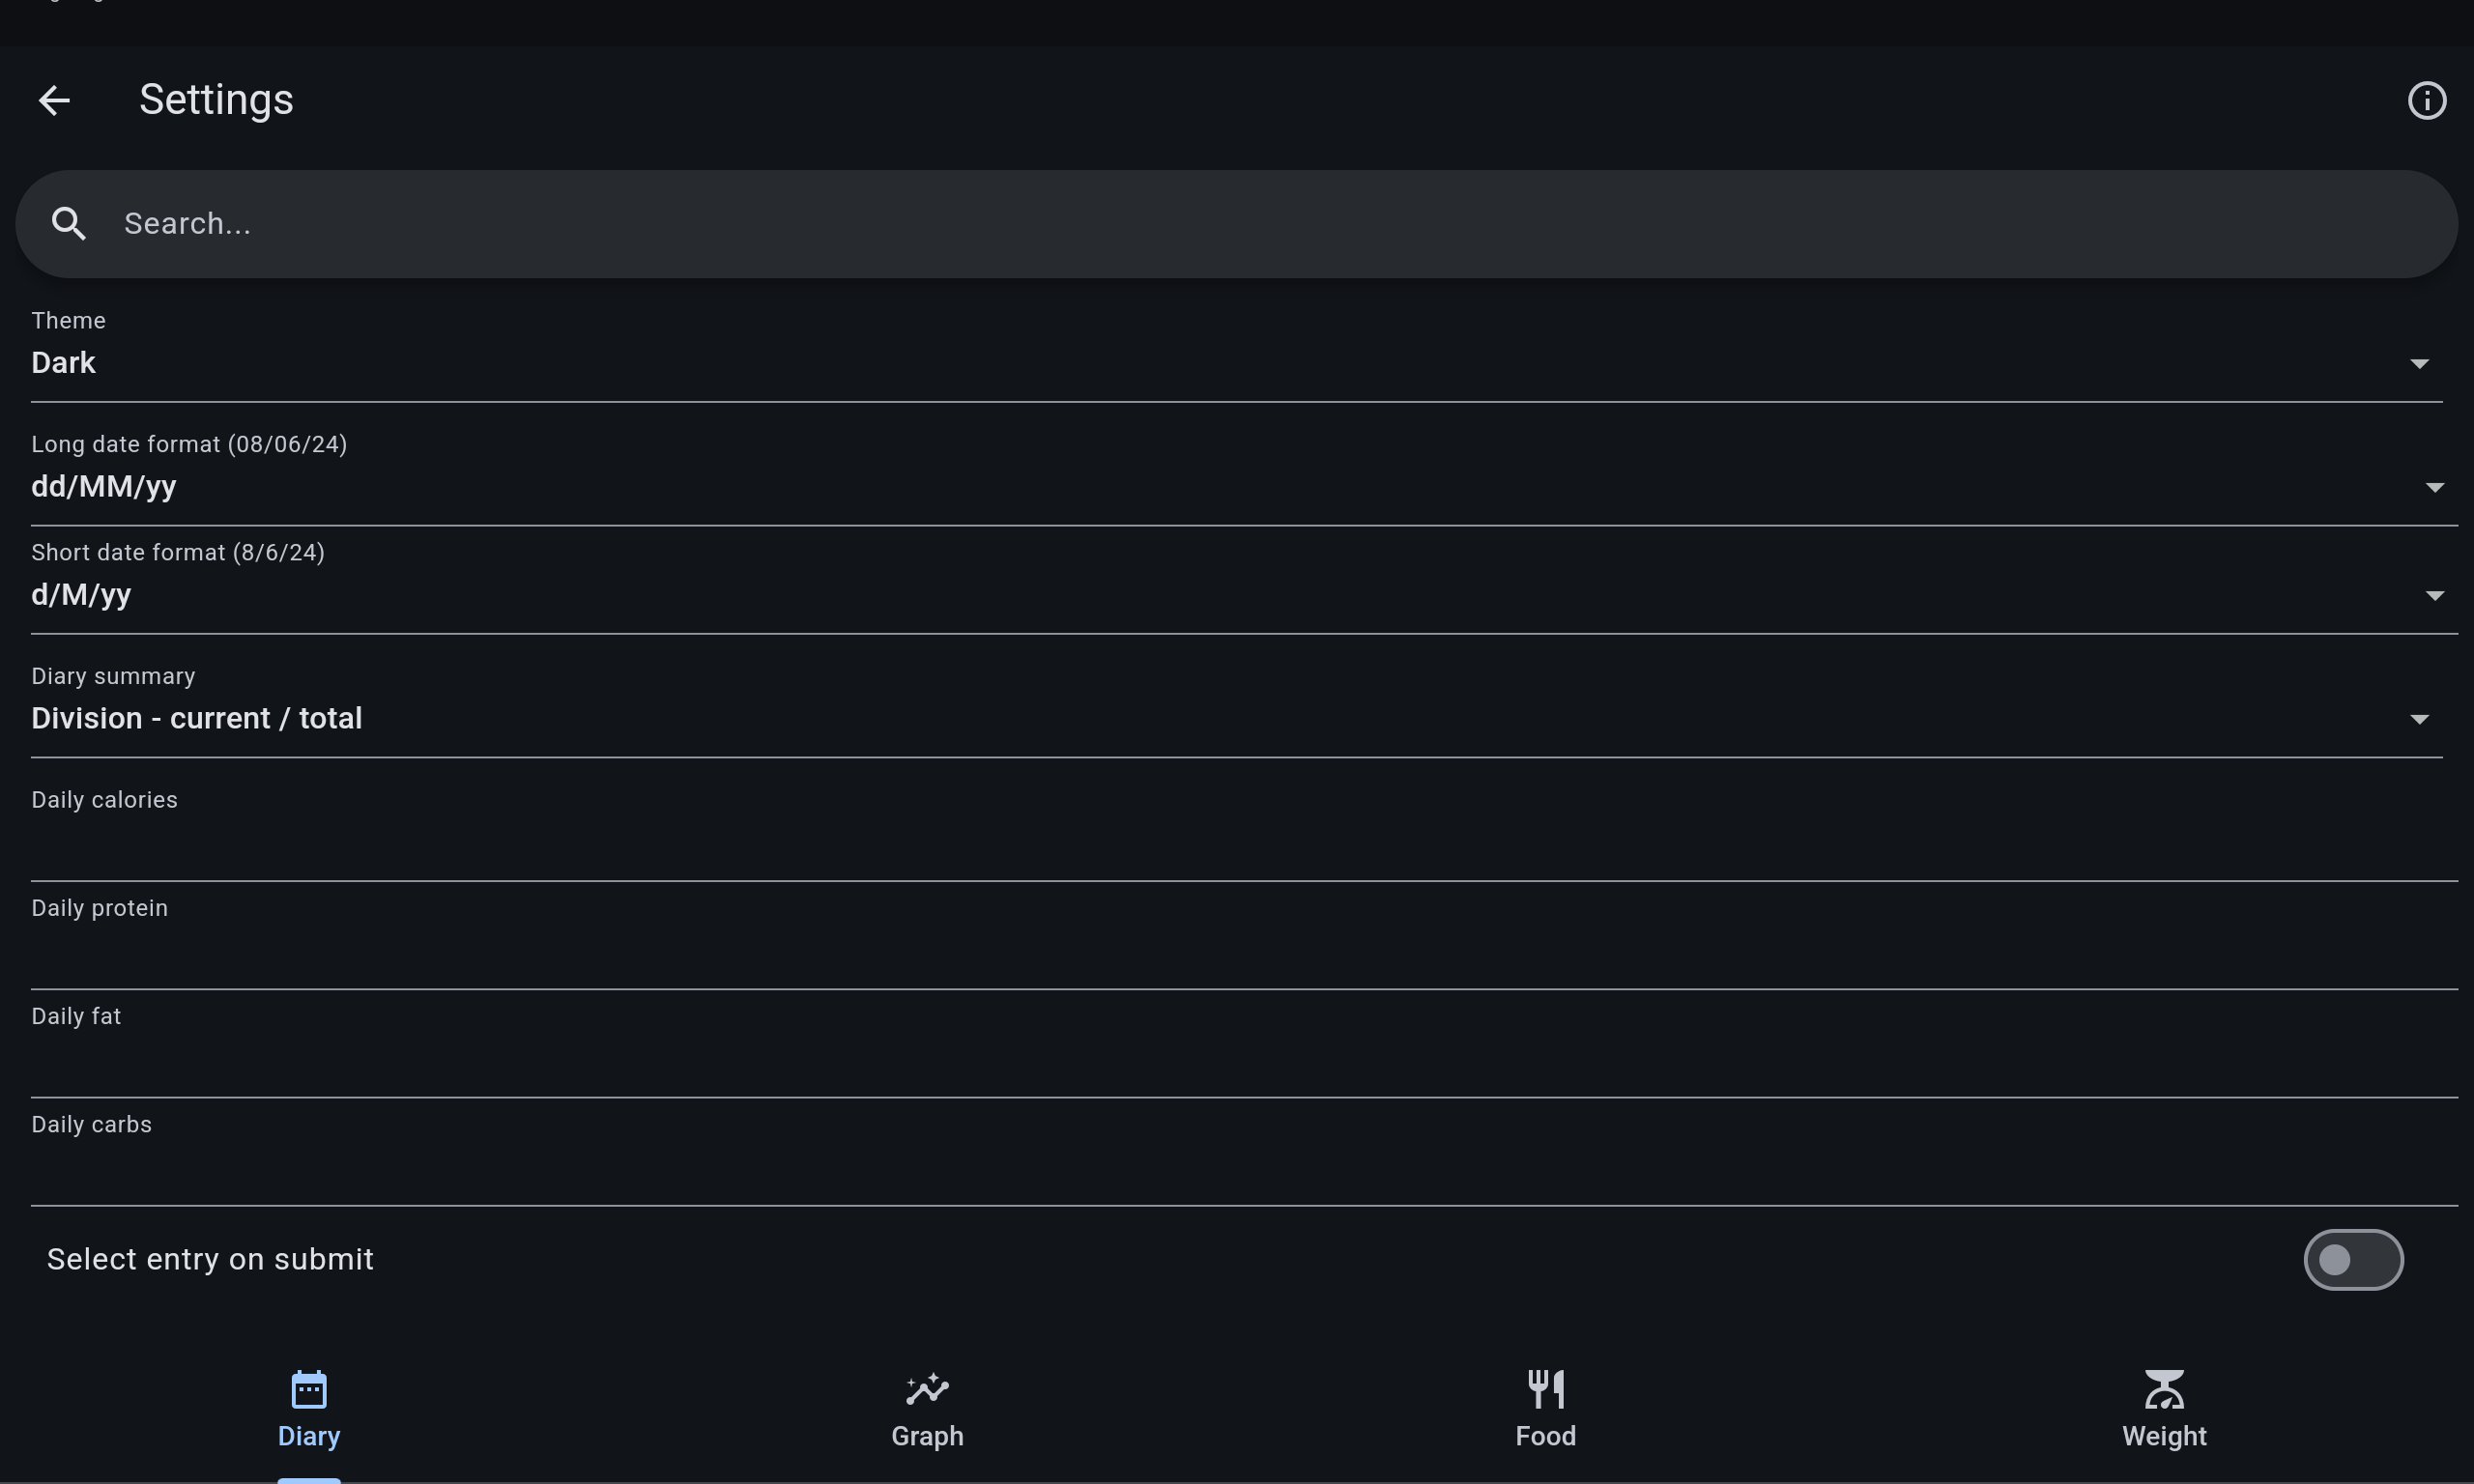 Settings
Search...
Theme
Dark
Long date format (08/06/24)
dd/MM/yy
Short date format (8/6/24)
d/M/yy
Diary summary
Division - current / total
Daily calories
Daily protein
Daily fat
Daily carbs
Select entry on submit
Diary
Graph
Food
Weight